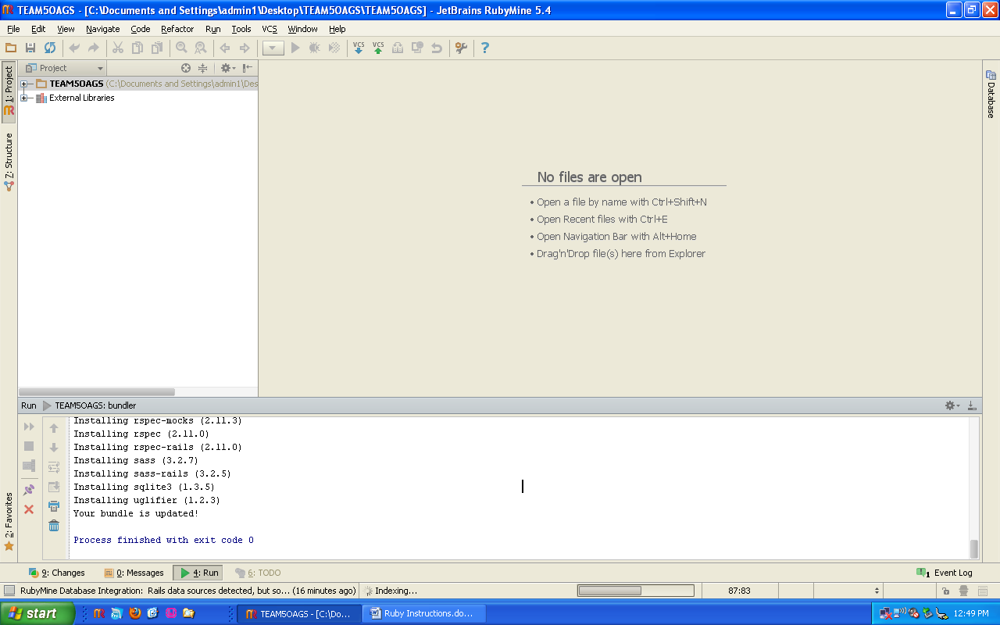 TEAM5OAGS - [C:\Documents and Settings\admin1\Desktop\TEAM5OAGS\TEAM5OAGS] - JetBrains RubyMine 5.4
File Edit View Navigate Code Refactor Run Tools VCS Window Help
VCS VCS
1: Project
Z: Structure
2: Favorites
Project
TEAM5OAGS (C:\Documents and Settings\admin1\Des
External Libraries
No files are open
• Open a file by name with Ctrl+Shift+N
• Open Recent files with Ctrl+E
• Open Navigation Bar with Alt+Home
• Drag'n'Drop file(s) here from Explorer
Database
Run TEAM5OAGS: bundler
Installing rspec-mocks (2.11.3)
Installing rspec (2.11.0)
Installing rspec-rails (2.11.0)
Installing sass (3.2.7)
Installing sass-rails (3.2.5)
Installing sqlite3 (1.3.5)
Installing uglifier (1.2.3)
Your bundle is updated!
Process finished with exit code 0
9: Changes 0: Messages 4: Run 6: TODO 1 Event Log
RubyMine Database Integration: Rails data sources detected, but so... (16 minutes ago) Indexing... 87:83
start TEAM5OAGS - [C:\Do... Ruby Instructions.do... 12:49 PM